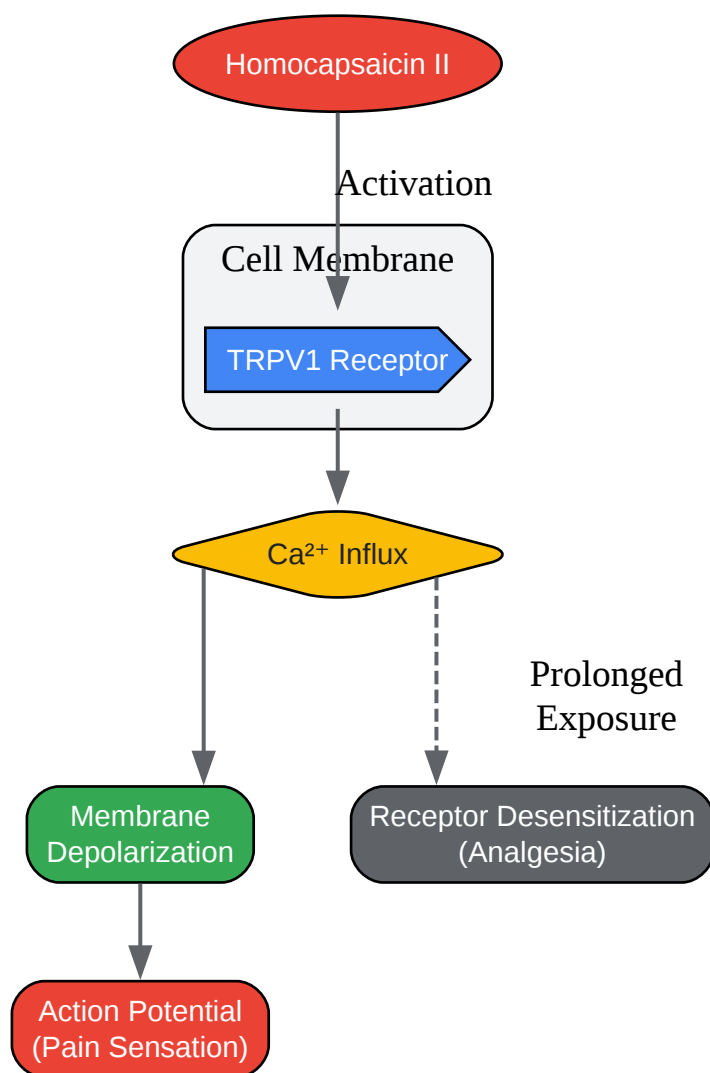 Homocapsaicin II
Activation
Cell Membrane
TRPV1 Receptor
Ca²⁺ Influx
Prolonged
Exposure
Membrane
Depolarization
Receptor Desensitization
(Analgesia)
Action Potential
(Pain Sensation)